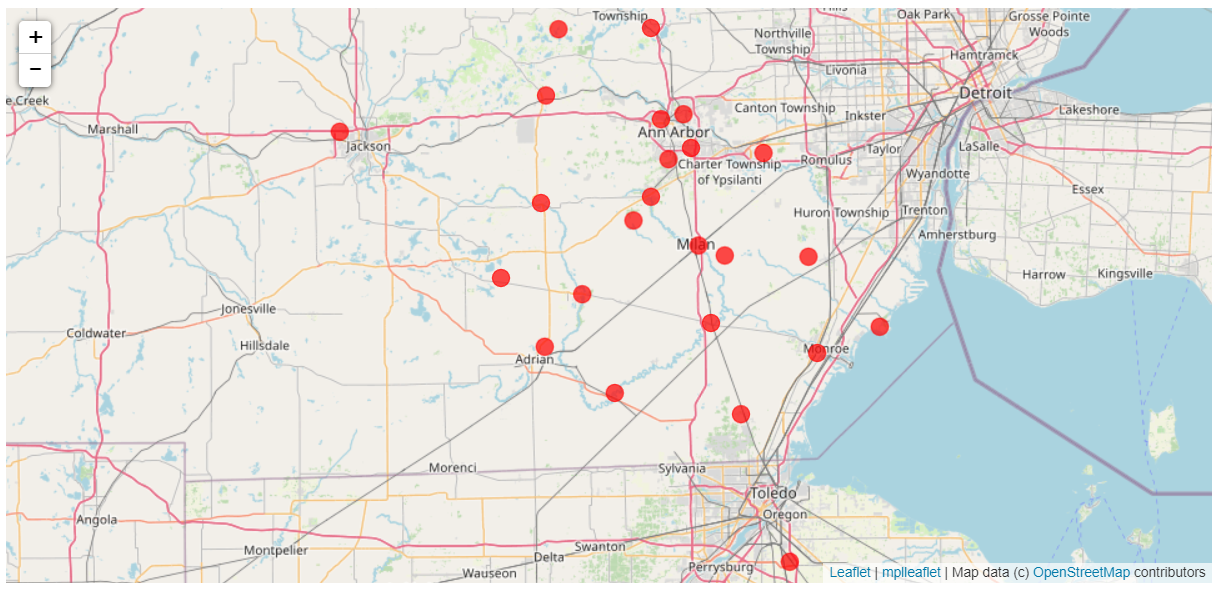 Township
Oak Park
Grosse Pointe
Woods
+
Northville
Township
Hamtramck
−
Livonia
Detroit
e Creek
Canton Township
Lakeshore
Marshall
Inkster
Ann Arbor
Jackson
Taylor
LaSalle
Charter Township
of Ypsilanti
Romulus
Wyandotte
Essex
Huron Township
Trenton
Amherstburg
Milan
Harrow
Kingsville
Jonesville
Coldwater
Hillsdale
Monroe
Adrian
Morenci
Sylvania
Toledo
Oregon
Angola
Montpelier
Swanton
Delta
Wauseon
Perrysburg
Leaflet | mplleaflet | Map data (c) OpenStreetMap contributors